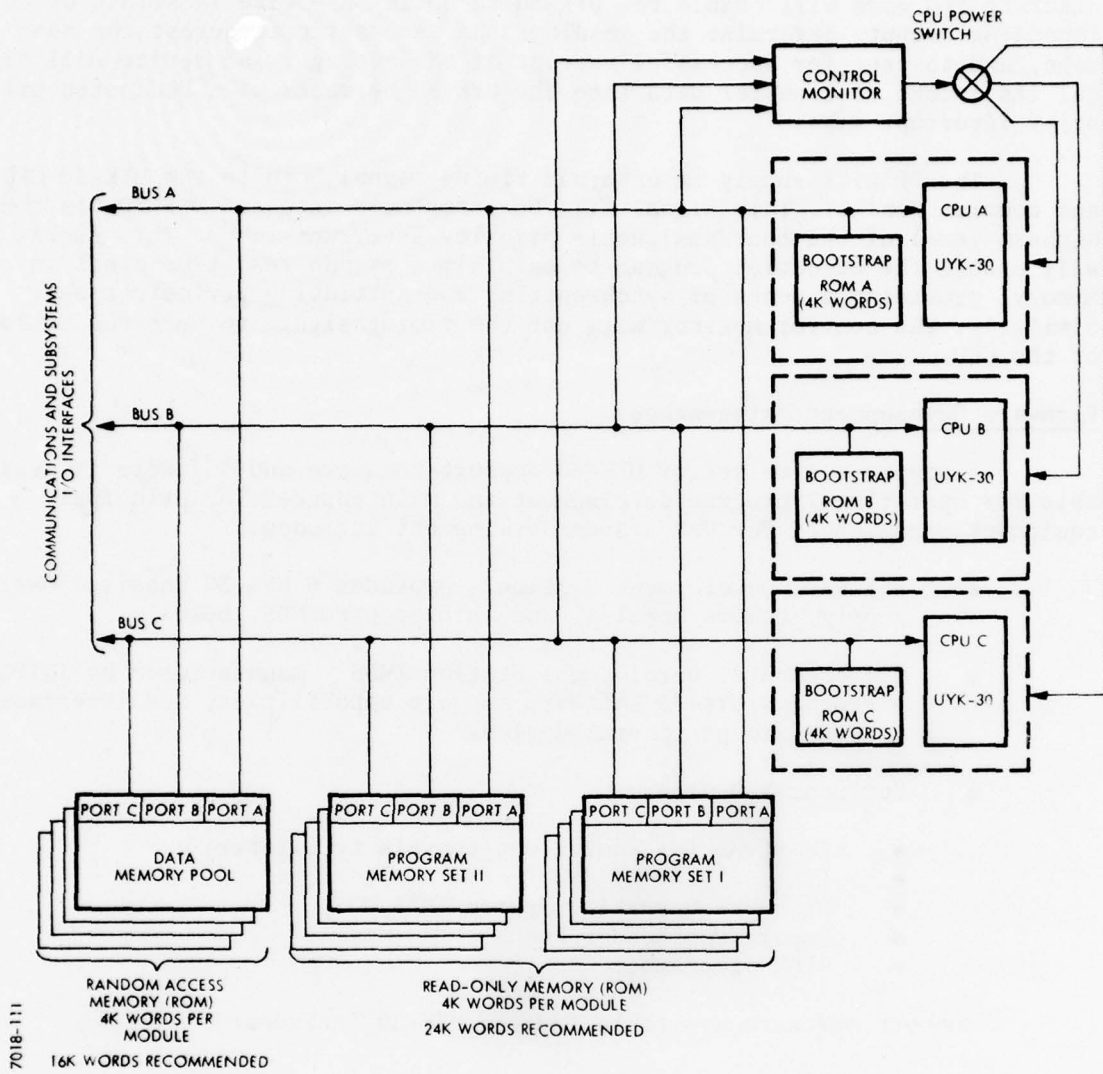 CPU POWER
SWITCH
CONTROL
MONITOR
BUS A
CPU A
UYK-30
BOOTSTRAP
ROM A
(4K WORDS)
COMMUNICATIONS AND SUBSYSTEMS
I/O INTERFACES
BUS B
CPU B
UYK-30
BOOTSTRAP
ROM B
(4K WORDS)
BUS C
CPU C
UYK-30
BOOTSTRAP
ROM C
(4K WORDS)
PORT C PORT B PORT A
DATA
MEMORY POOL
PORT C PORT B PORT A
PROGRAM
MEMORY SET II
PORT C PORT B PORT A
PROGRAM
MEMORY SET I
RANDOM ACCESS
MEMORY (ROM)
4K WORDS PER
MODULE
16K WORDS RECOMMENDED
READ-ONLY MEMORY (ROM)
4K WORDS PER MODULE
24K WORDS RECOMMENDED
7018-111